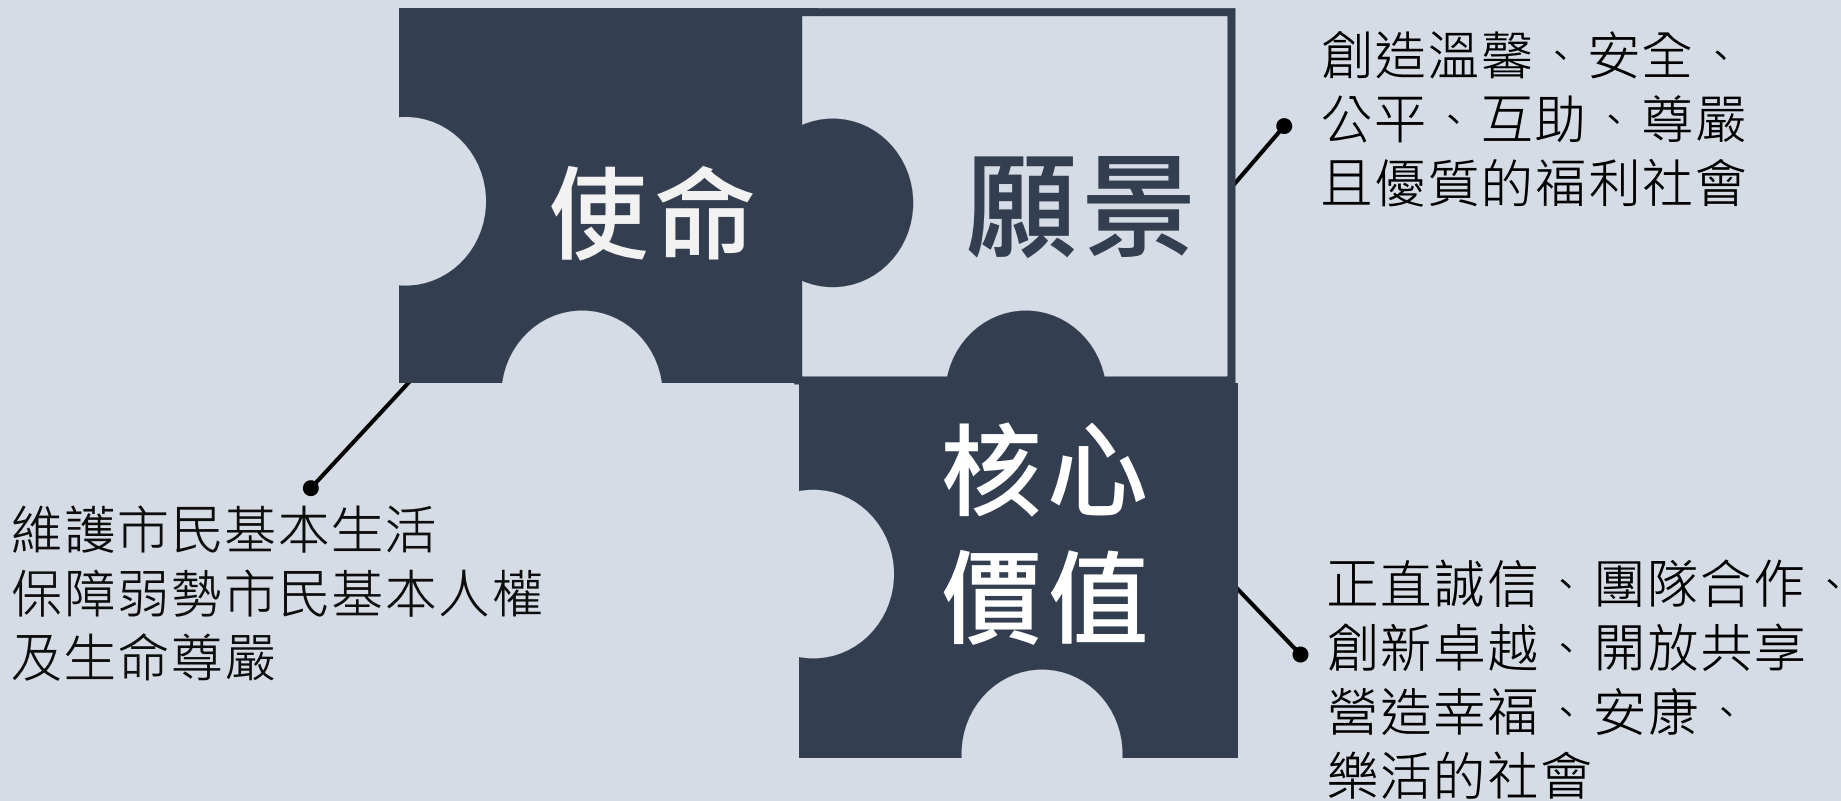 使命
維護市民基本生活
保障弱勢市民基本人權
及生命尊嚴
願景
創造溫馨、安全、
公平、互助、尊嚴
且優質的福利社會
核心
價值
正直誠信、團隊合作、
創新卓越、開放共享
營造幸福、安康、
樂活的社會